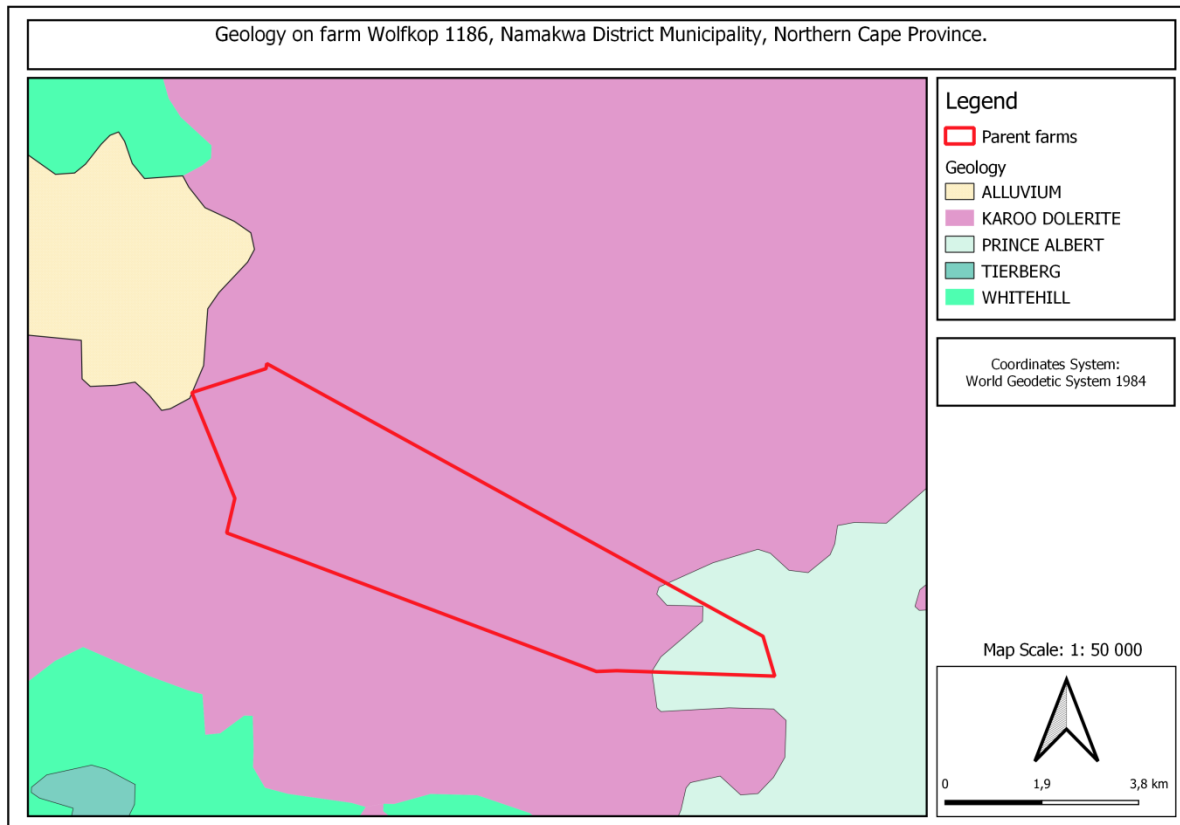 Geology on farm Wolfkop 1186, Namakwa District Municipality, Northern Cape Province.
Legend
Parent farms
Geology
ALLUVIUM
KAROO DOLERITE
PRINCE ALBERT
TIERBERG
WHITEHILL
Coordinates System:
World Geodetic System 1984
Map Scale: 1: 50 000
0 1,9 3,8 km